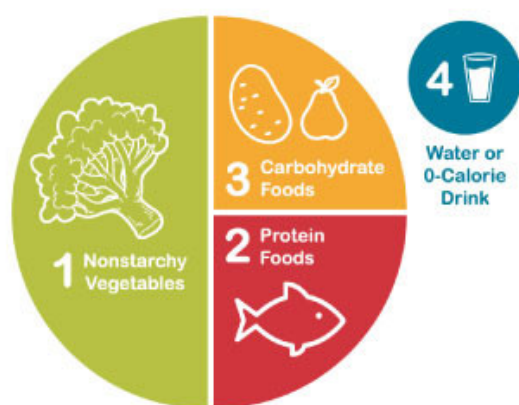 1 Nonstarchy
Vegetables
2 Protein
Foods
3 Carbohydrate
Foods
4
Water or
0-Calorie
Drink